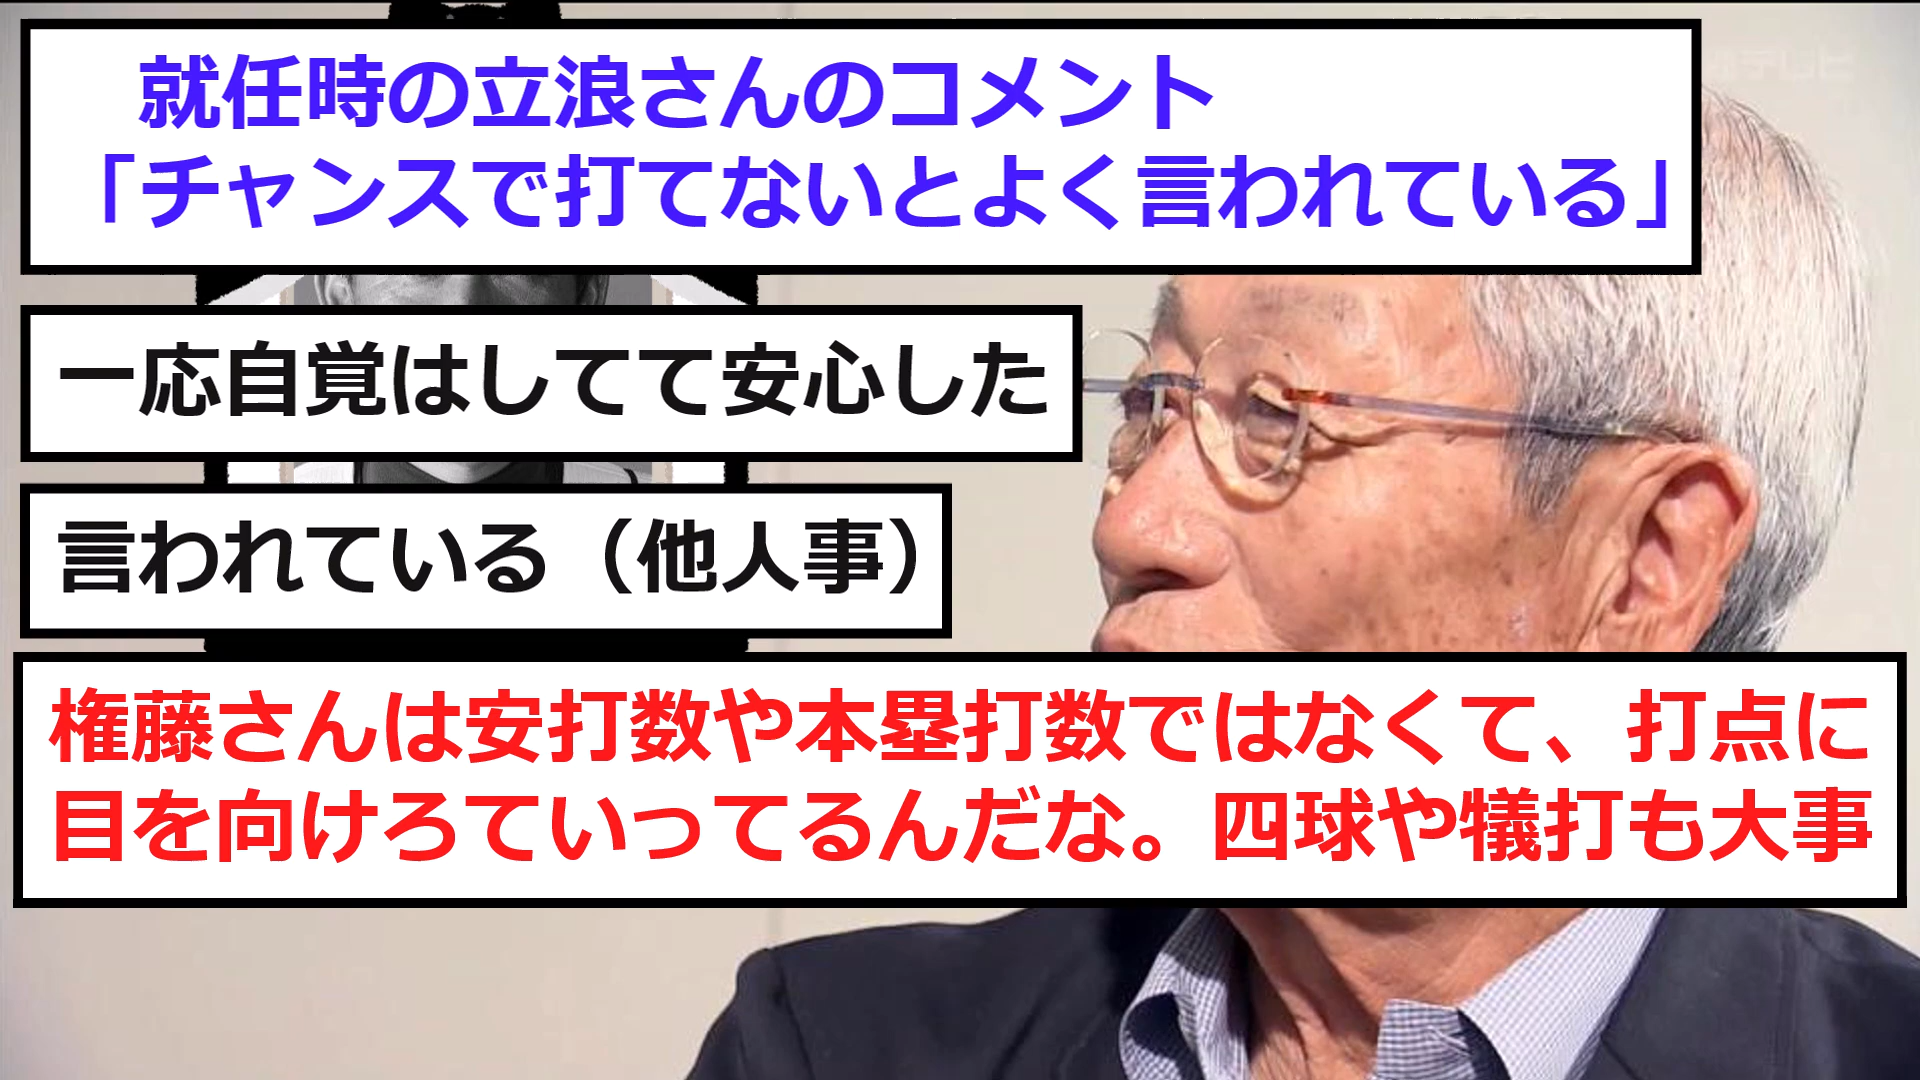 就任時の立浪さんのコメント
「チャンスで打てないとよく言われている」
一応自覚はしてて安心した
言われている（他人事）
権藤さんは安打数や本塁打数ではなくて、打点に
目を向けろていってるんだな。四球や犠打も大事